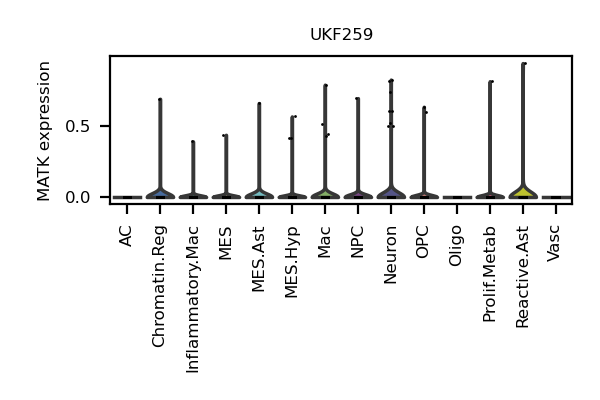 UKF259
MATK expression
0.5
0.0
AC
Chromatin.Reg
Inflammatory.Mac
MES
MES.Ast
MES.Hyp
Mac
NPC
Neuron
OPC
Oligo
Prolif.Metab
Reactive.Ast
Vasc